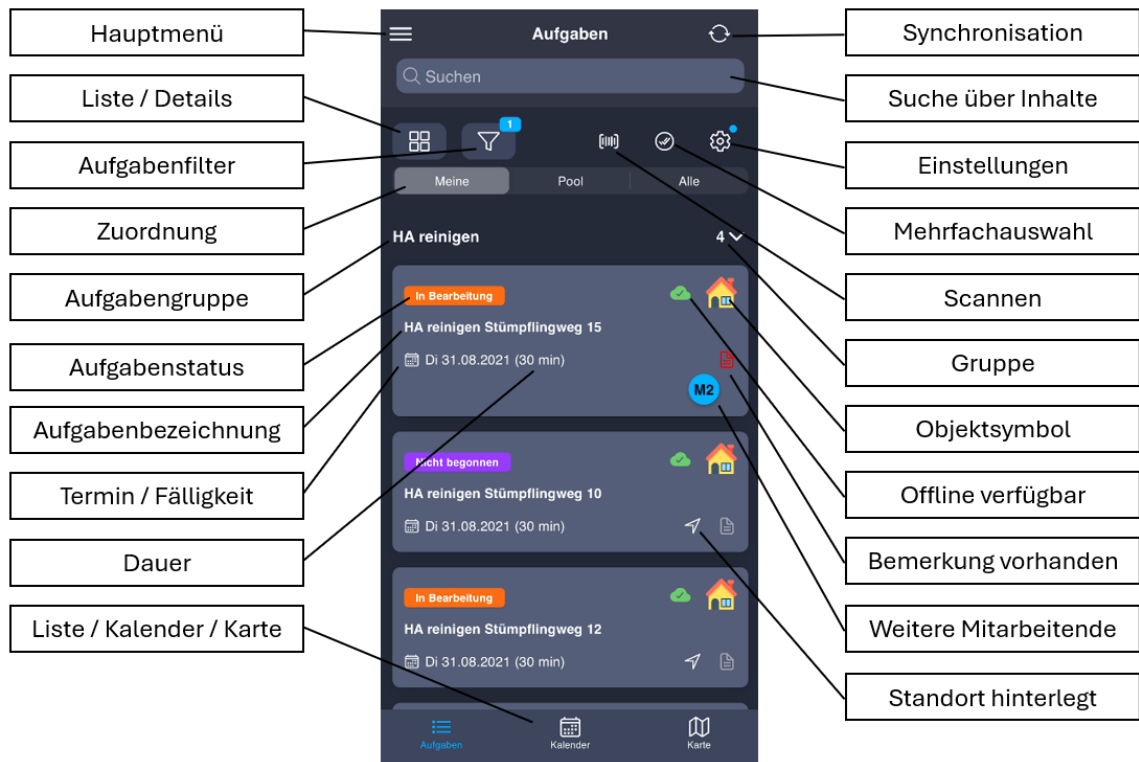 Hauptmenü
Liste / Details
Aufgabenfilter
Zuordnung
Aufgabengruppe
Aufgabenstatus
Aufgabenbezeichnung
Termin / Fälligkeit
Dauer
Liste / Kalender / Karte
Aufgaben
Suchen
1
Meine Pool Alle
HA reinigen 4
In Bearbeitung
HA reinigen Stümpflingweg 15
Di 31.08.2021 (30 min)
M2
Nicht begonnen
HA reinigen Stümpflingweg 10
Di 31.08.2021 (30 min)
In Bearbeitung
HA reinigen Stümpflingweg 12
Di 31.08.2021 (30 min)
Aufgaben Kalender Karte
Synchronisation
Suche über Inhalte
Einstellungen
Mehrfachauswahl
Scannen
Gruppe
Objektsymbol
Offline verfügbar
Bemerkung vorhanden
Weitere Mitarbeitende
Standort hinterlegt